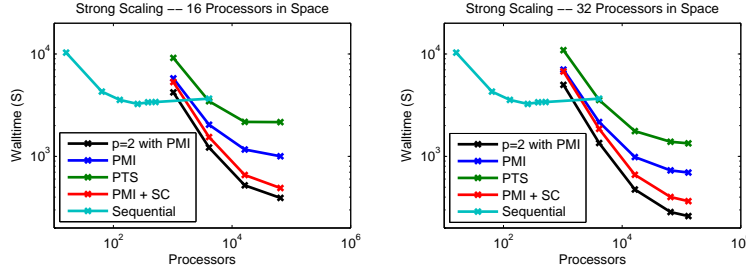 Strong Scaling -- 16 Processors in Space
10^4
10^3
Walltime (S)
p=2 with PMI
PMI
PTS
PMI + SC
Sequential
10^2
10^4
10^6
Processors
Strong Scaling -- 32 Processors in Space
10^4
10^3
Walltime (S)
p=2 with PMI
PMI
PTS
PMI + SC
Sequential
10^2
10^4
10
Processors